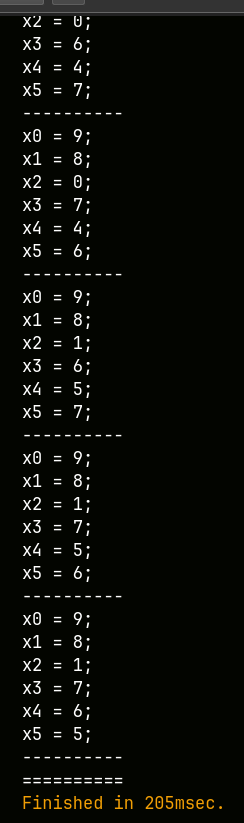 x2 = 0;
x3 = 6;
x4 = 4;
x5 = 7;
----------
x0 = 9;
x1 = 8;
x2 = 0;
x3 = 7;
x4 = 4;
x5 = 6;
----------
x0 = 9;
x1 = 8;
x2 = 1;
x3 = 6;
x4 = 5;
x5 = 7;
----------
x0 = 9;
x1 = 8;
x2 = 1;
x3 = 7;
x4 = 5;
x5 = 6;
----------
x0 = 9;
x1 = 8;
x2 = 1;
x3 = 7;
x4 = 6;
x5 = 5;
----------
==========
Finished in 205msec.